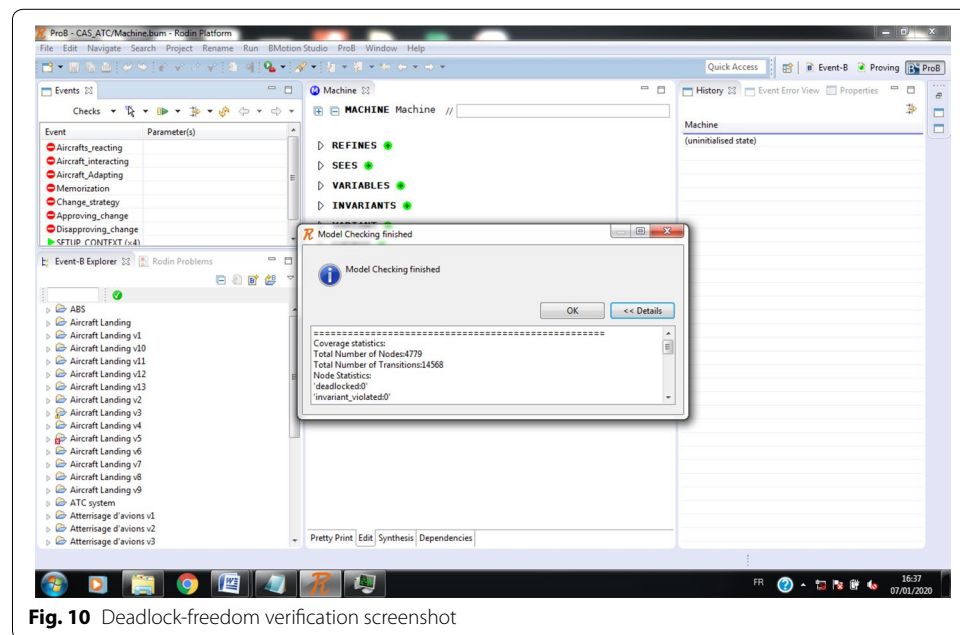 ProB - CAS_ATC/Machine.bum - Rodin Platform
File Edit Navigate Search Project Rename Run BMotion Studio ProB Window Help
Quick Access
Event-B Proving ProB
Events
Checks
Event Parameter(s)
Aircrafts_reacting
Aircraft_interacting
Aircraft_Adapting
Memorization
Change_strategy
Approving_change
Disapproving_change
SETUP_CONTEXT (x4)
Event-B Explorer Rodin Problems
ABS
Aircraft Landing
Aircraft Landing v1
Aircraft Landing v10
Aircraft Landing v11
Aircraft Landing v12
Aircraft Landing v13
Aircraft Landing v2
Aircraft Landing v3
Aircraft Landing v4
Aircraft Landing v5
Aircraft Landing v6
Aircraft Landing v7
Aircraft Landing v8
Aircraft Landing v9
ATC system
Atterrisage d'avions v1
Atterrisage d'avions v2
Atterrisage d'avions v3
Machine
MACHINE Machine //
REFINES
SEES
VARIABLES
INVARIANTS
Model Checking finished
Model Checking finished
OK << Details
====================================================
Coverage statistics:
Total Number of Nodes:4779
Total Number of Transitions:14568
Node Statistics:
'deadlocked:0'
'invariant_violated:0'
Pretty Print Edit Synthesis Dependencies
History Event Error View Properties
Machine
(uninitialised state)
FR 16:37
07/01/2020
Fig. 10 Deadlock-freedom verification screenshot